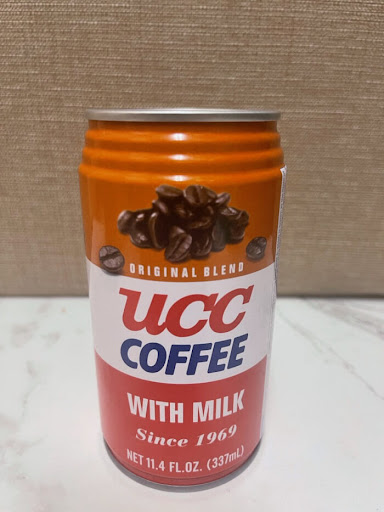 ORIGINAL BLEND
UCC
COFFEE
WITH MILK
Since 1969
NET 11.4 FL.OZ. (337mL)